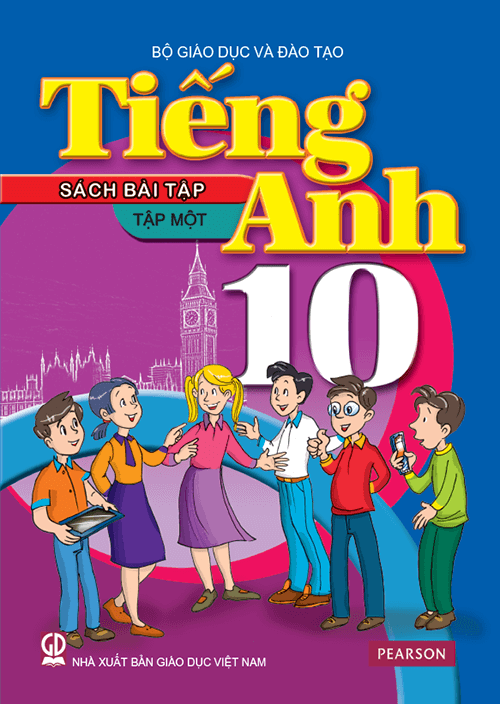 BỘ GIÁO DỤC VÀ ĐÀO TẠO
Tiếng
Anh
10
SÁCH BÀI TẬP
TẬP MỘT
GD
NHÀ XUẤT BẢN GIÁO DỤC VIỆT NAM
PEARSON